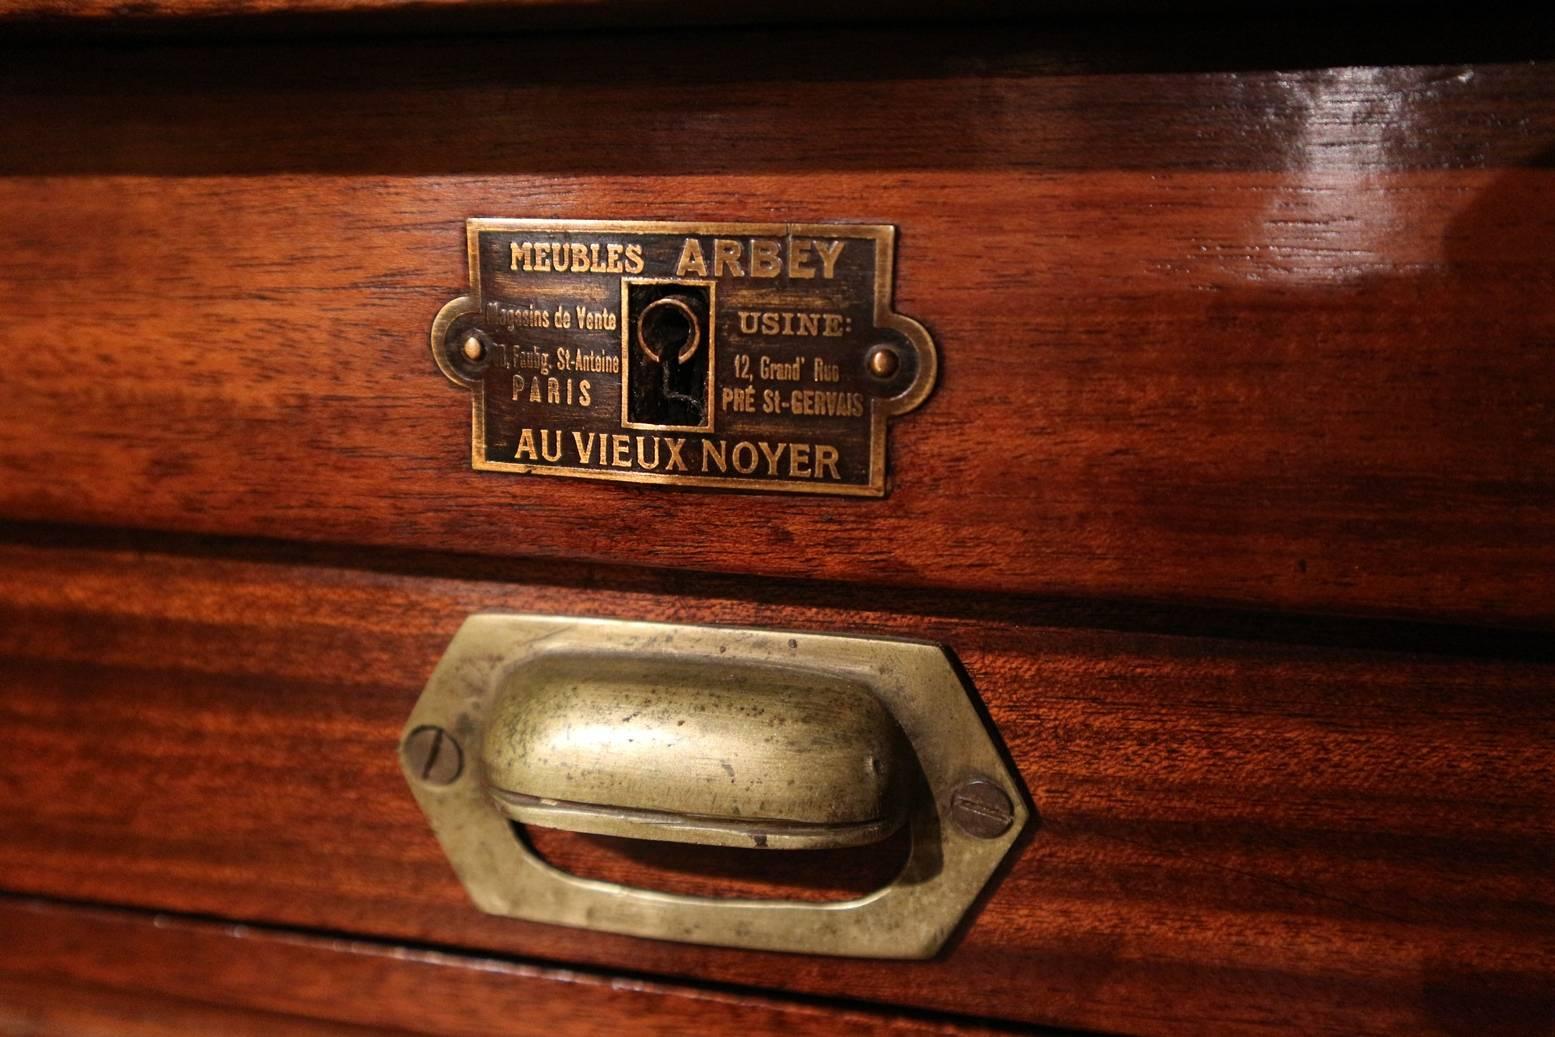 MEUBLES ARBEY
Magasins de Vente
Faubg. St-Antoine
PARIS
USINE:
12, Grand' Rue
PRÉ St-GERVAIS
AU VIEUX NOYER